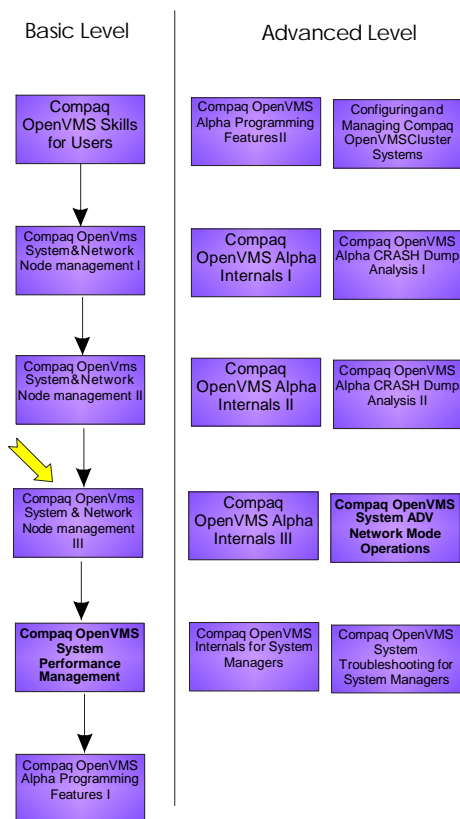 Basic Level
Compaq
OpenVMS Skills
for Users
Compaq OpenVms
System&Network
Node management I
Compaq OpenVms
System&Network
Node management II
Compaq OpenVms
System & Network
Node management
III
Compaq OpenVMS
System
Performance
Management
Compaq OpenVMS
Alpha Programming
Features I
Advanced Level
Compaq OpenVMS
Alpha Programming
FeaturesII
Configuringand
Managing Compaq
OpenVMSCluster
Systems
Compaq
OpenVMS Alpha
Internals I
Compaq OpenVMS
Alpha CRASH Dump
Analysis I
Compaq
OpenVMS Alpha
Internals II
Compaq OpenVMS
Alpha CRASH Dump
Analysis II
Compaq
OpenVMS Alpha
Internals III
Compaq OpenVMS
System ADV
Network Mode
Operations
Compaq OpenVMS
Internals for System
Managers
Compaq OpenVMS
System
Troubleshooting for
System Managers